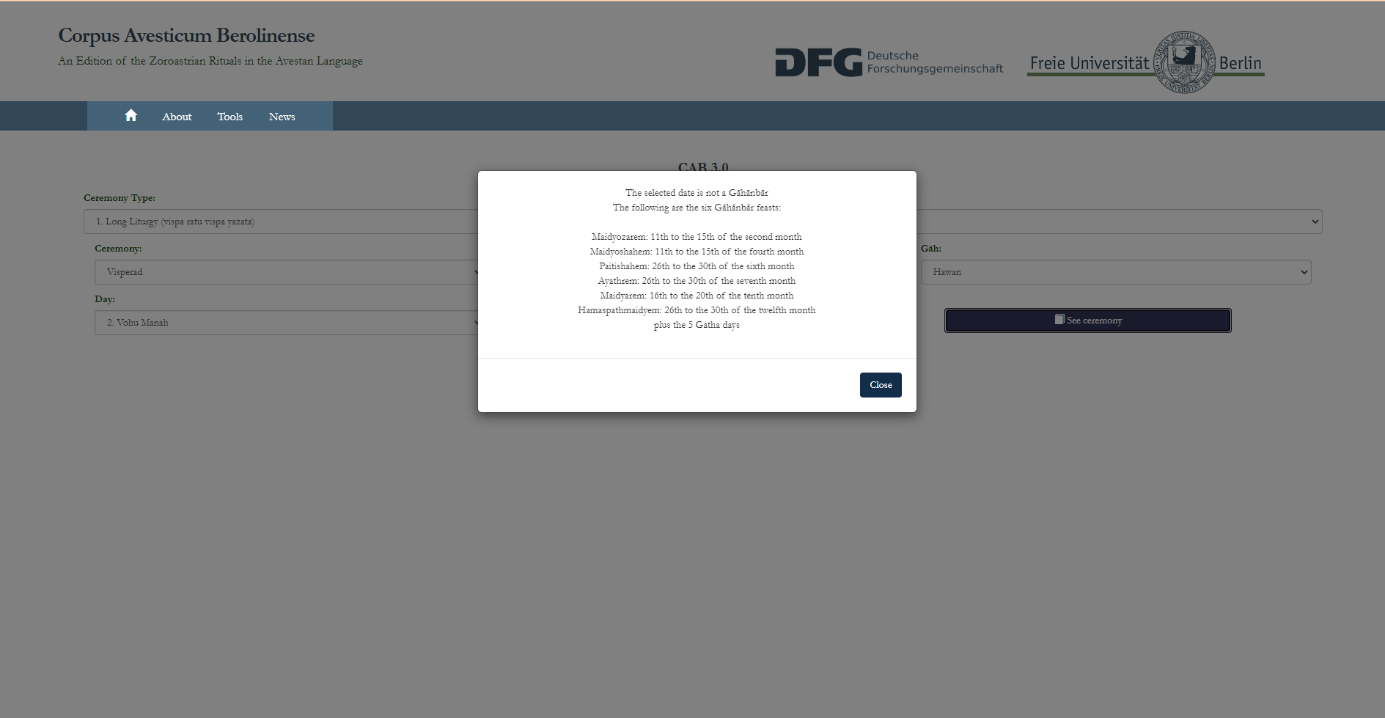 Corpus Avesticum Berolinense
An Edition of the Zoroastrian Rituals in the Avestan Language
DFG Deutsche Forschungsgemeinschaft
Freie Universität Berlin
About Tools News
CAB 3.0
Ceremony Type:
1. Long Liturgy (vispa ratu vispa yazata)
Ceremony:
Visperad
Gāh:
Hawan
Day:
2. Vohu Manah
See ceremony
The selected date is not a Gāhānbār
The following are the six Gāhānbār feasts:
Maidyozarem: 11th to the 15th of the second month
Maidyoshahem: 11th to the 15th of the fourth month
Paitishahem: 26th to the 30th of the sixth month
Ayathrem: 26th to the 30th of the seventh month
Maidyarem: 16th to the 20th of the tenth month
Hamaspathmaidyem: 26th to the 30th of the twelfth month
plus the 5 Gatha days
Close